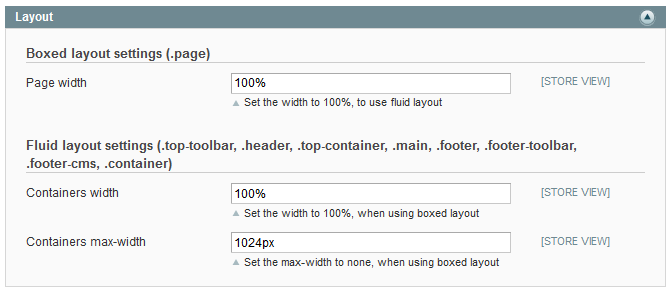 Layout
Boxed layout settings (.page)
Page width 100% [STORE VIEW]
Set the width to 100%, to use fluid layout
Fluid layout settings (.top-toolbar, .header, .top-container, .main, .footer, .footer-toolbar,
.footer-cms, .container)
Containers width 100% [STORE VIEW]
Set the width to 100%, when using boxed layout
Containers max-width 1024px [STORE VIEW]
Set the max-width to none, when using boxed layout